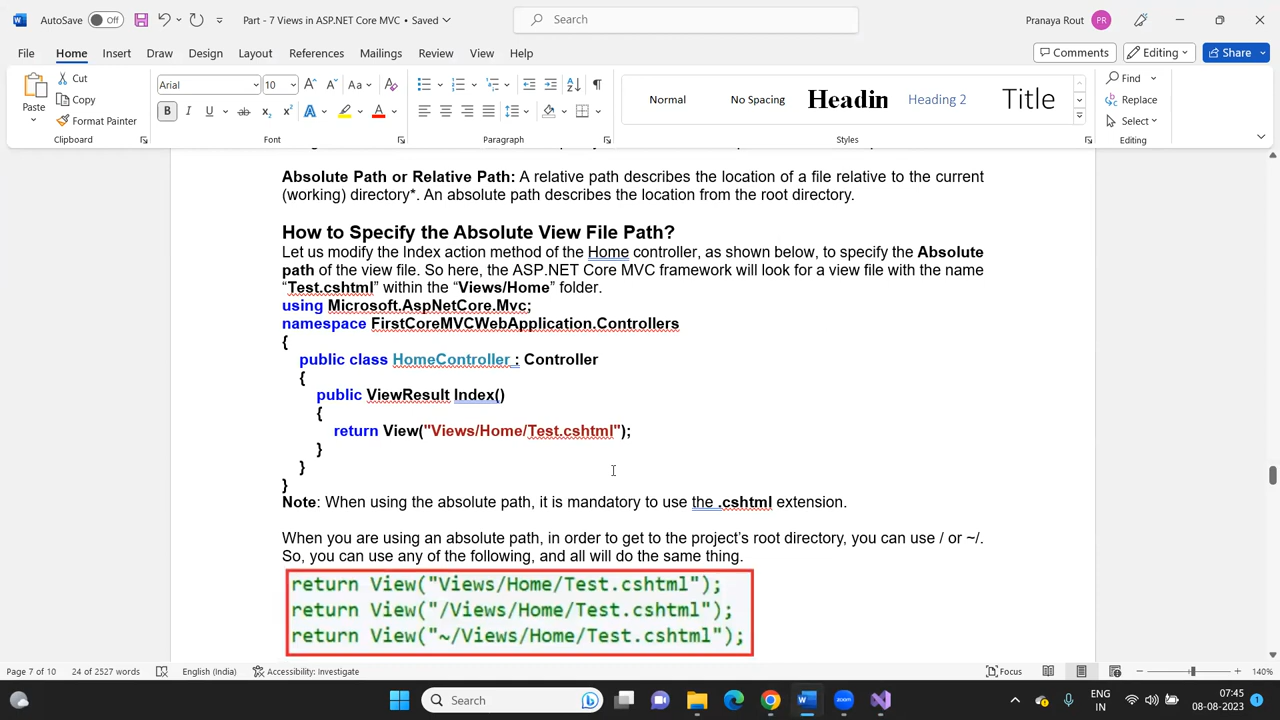 AutoSave Off Part - 7 Views in ASP.NET Core MVC • Saved Search Pranaya Rout PR
File Home Insert Draw Design Layout References Mailings Review View Help Comments Editing Share
Paste Cut Copy Format Painter
Clipboard
Arial 10
Font
Paragraph
Normal No Spacing Headin Heading 2 Title
Styles
Find Replace Select
Editing
Absolute Path or Relative Path: A relative path describes the location of a file relative to the current
(working) directory*. An absolute path describes the location from the root directory.
How to Specify the Absolute View File Path?
Let us modify the Index action method of the Home controller, as shown below, to specify the Absolute
path of the view file. So here, the ASP.NET Core MVC framework will look for a view file with the name
“Test.cshtml” within the “Views/Home” folder.
using Microsoft.AspNetCore.Mvc;
namespace FirstCoreMVCWebApplication.Controllers
{
public class HomeController : Controller
{
public ViewResult Index()
{
return View("Views/Home/Test.cshtml");
}
}
}
Note: When using the absolute path, it is mandatory to use the .cshtml extension.
When you are using an absolute path, in order to get to the project’s root directory, you can use / or ~/.
So, you can use any of the following, and all will do the same thing.
return View("Views/Home/Test.cshtml");
return View("/Views/Home/Test.cshtml");
return View("~/Views/Home/Test.cshtml");
Page 7 of 10 24 of 2527 words English (India) Accessibility: Investigate Focus 140%
Search ENG IN 07:45 08-08-2023